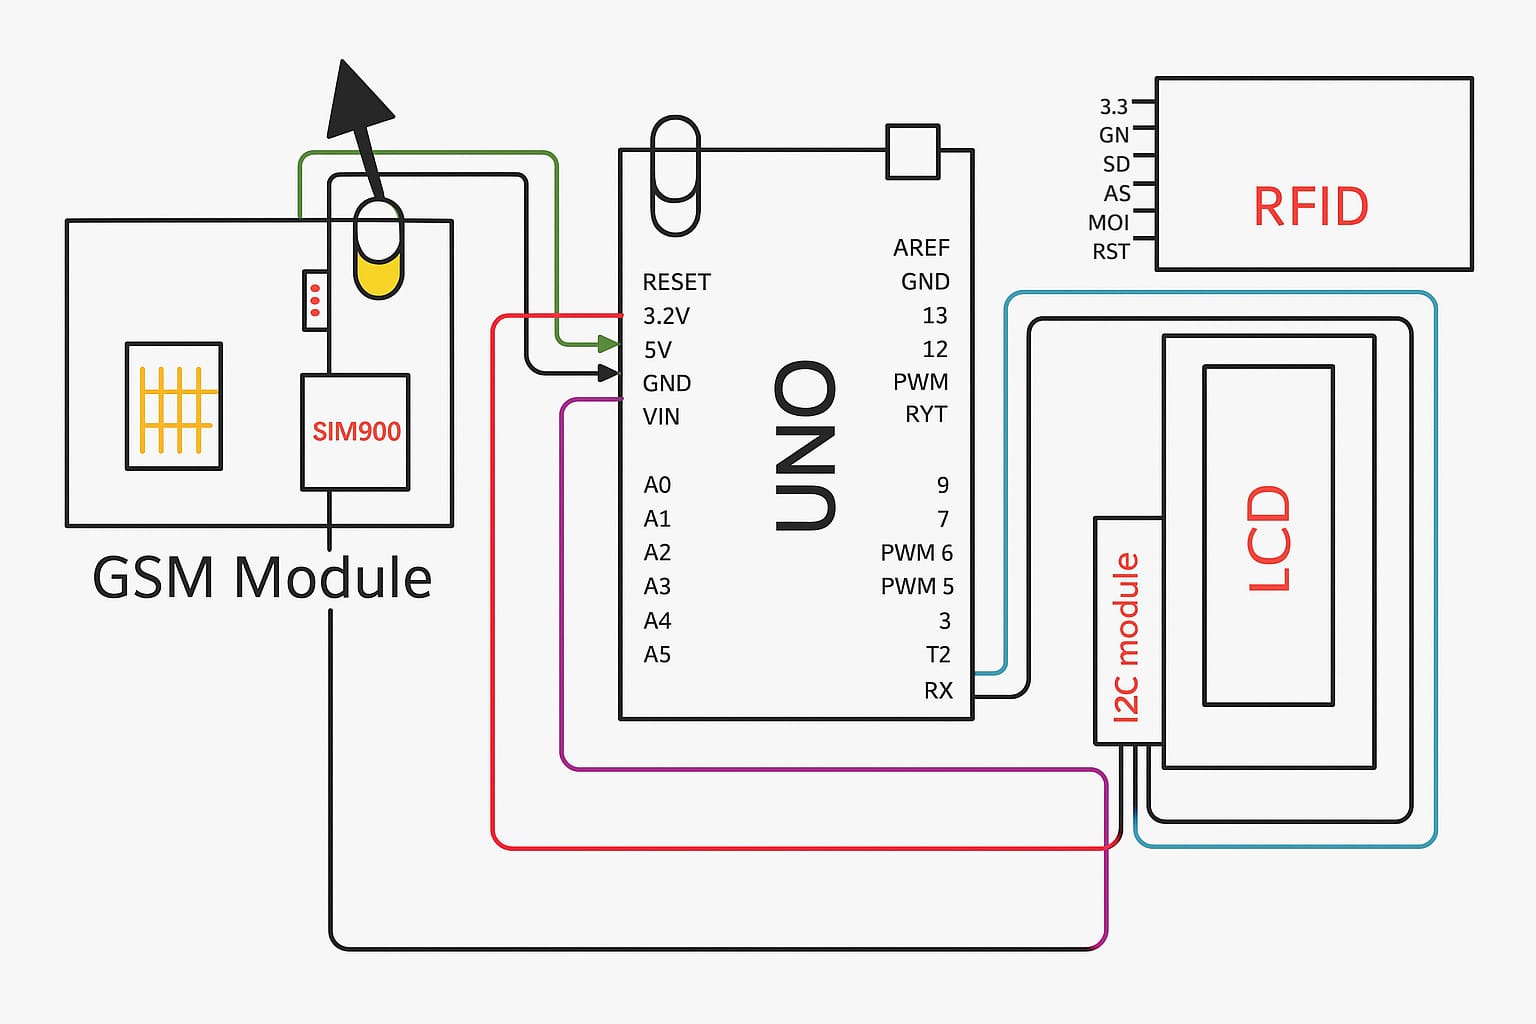 SIM900
GSM Module
RESET
3.2V
5V
GND
VIN
A0
A1
A2
A3
A4
A5
UNO
AREF
GND
13
12
PWM
RYT
9
7
PWM 6
PWM 5
3
T2
RX
3.3
GN
SD
AS
MOI
RST
RFID
I2C module
LCD